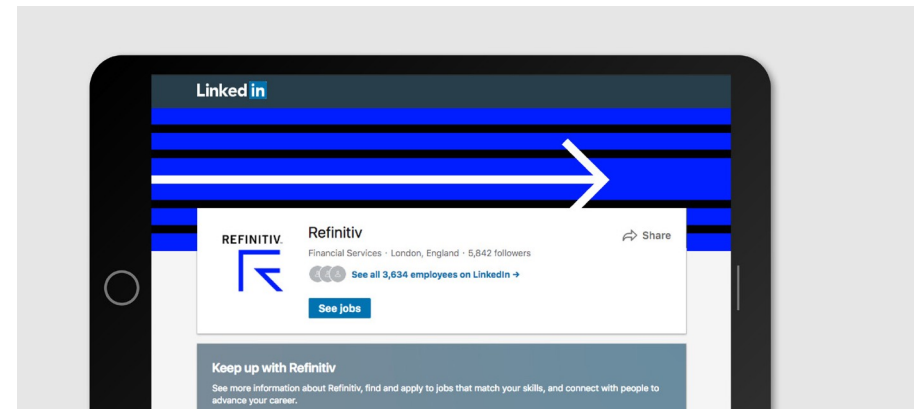 Linked in
REFINITIV.
Refinitiv
Share
Financial Services · London, England · 5,842 followers
See all 3,634 employees on LinkedIn →
See jobs
Keep up with Refinitiv
See more information about Refinitiv, find and apply to jobs that match your skills, and connect with people to
advance your career.